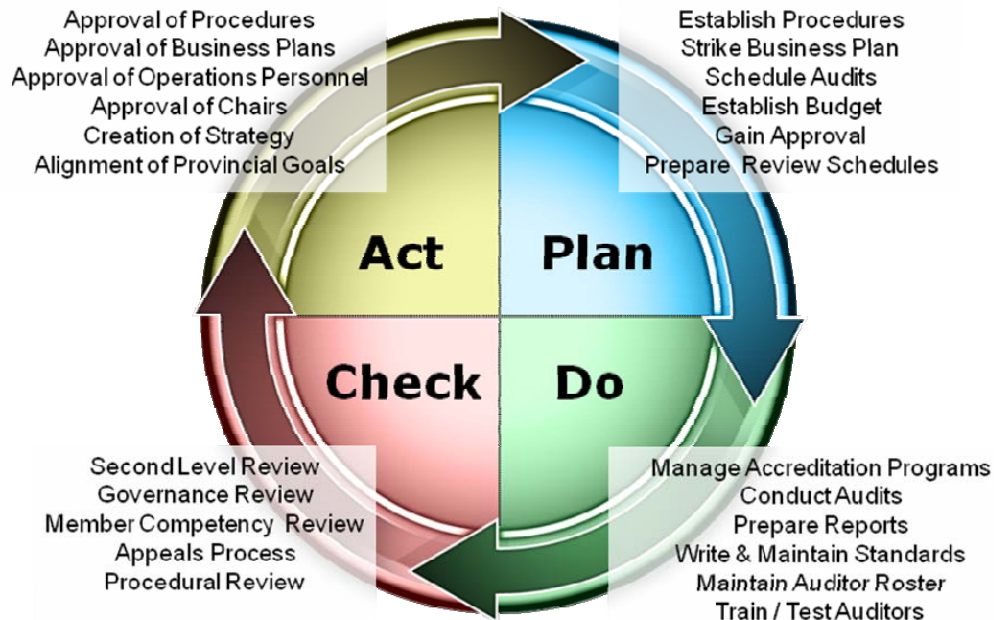 Approval of Procedures
Approval of Business Plans
Approval of Operations Personnel
Approval of Chairs
Creation of Strategy
Alignment of Provincial Goals
Establish Procedures
Strike Business Plan
Schedule Audits
Establish Budget
Gain Approval
Prepare Review Schedules
Act
Plan
Check
Do
Second Level Review
Governance Review
Member Competency Review
Appeals Process
Procedural Review
Manage Accreditation Programs
Conduct Audits
Prepare Reports
Write & Maintain Standards
Maintain Auditor Roster
Train / Test Auditors